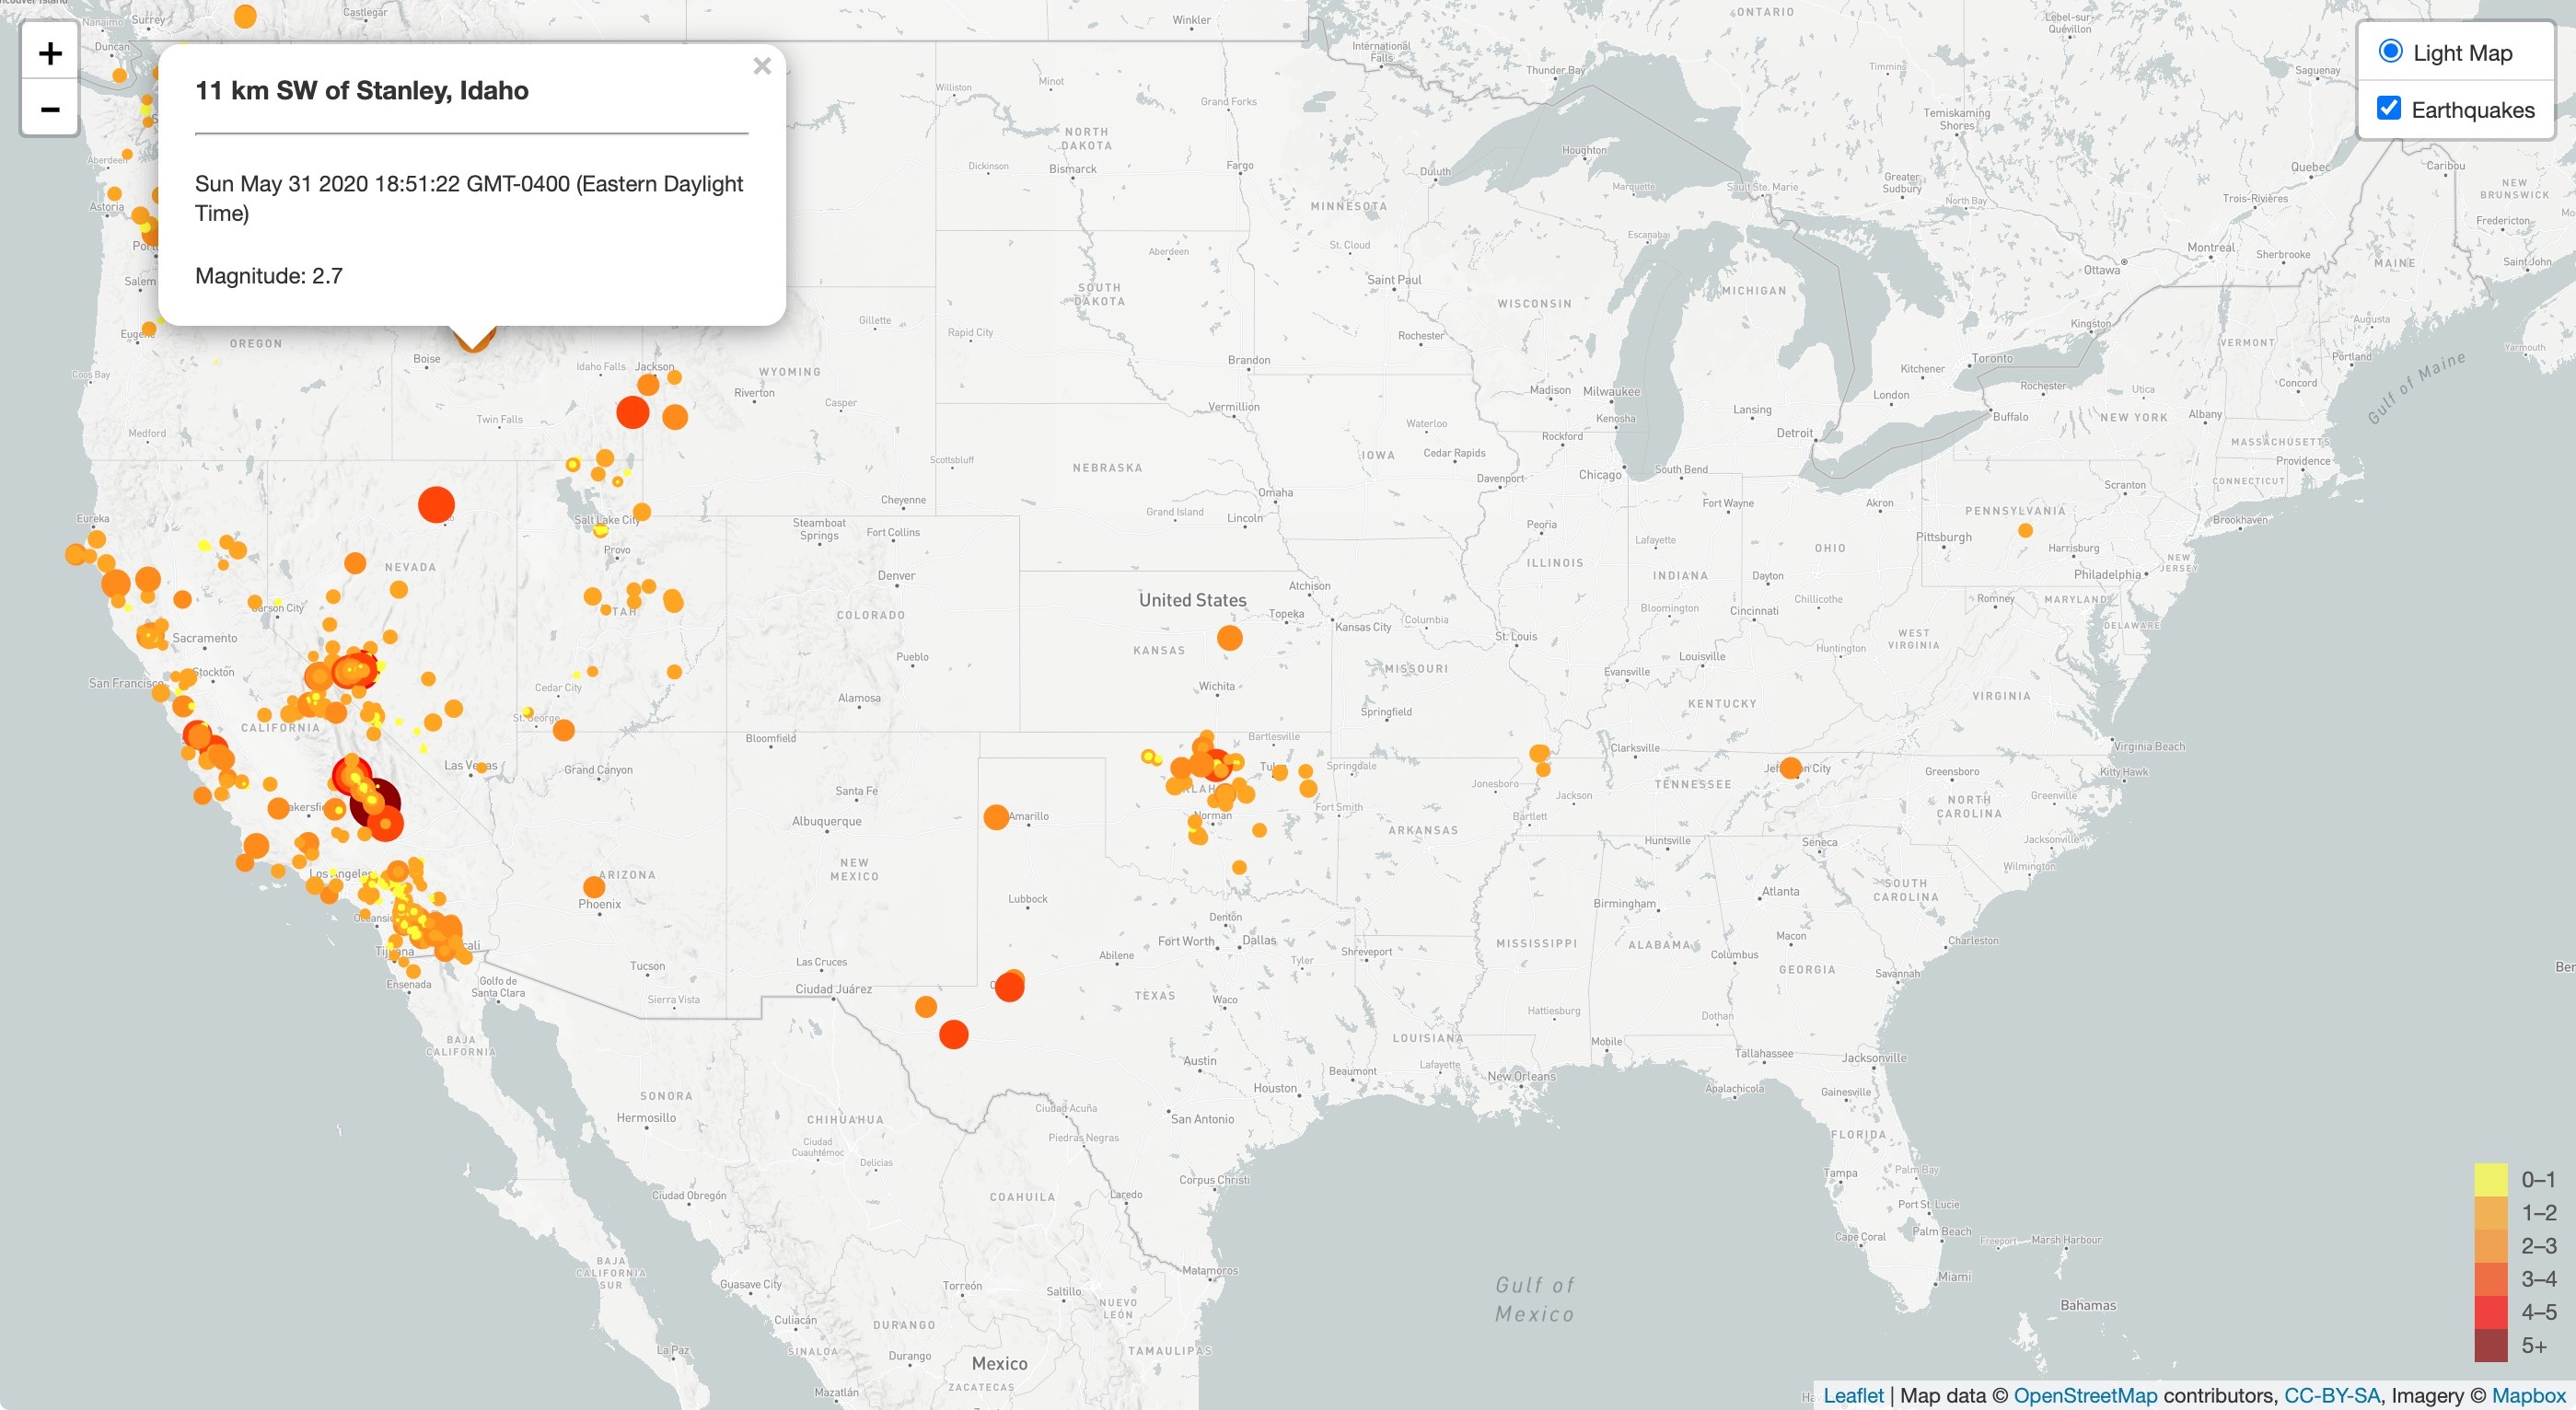 +
−
11 km SW of Stanley, Idaho
×
Sun May 31 2020 18:51:22 GMT-0400 (Eastern Daylight
Time)
Magnitude: 2.7
Light Map
Earthquakes
Nanaimo
Surrey
Castlegar
Duncan
Aberdeen
Astoria
Salem
OREGON
Coos Bay
Medford
Boise
Twin Falls
Idaho Falls
Jackson
WYOMING
Riverton
Casper
Gillette
Winkler
Williston
Minot
Grand Forks
NORTH
DAKOTA
Dickinson
Bismarck
Fargo
International
Falls
Thunder Bay
ONTARIO
Timmins
Lebel-sur-
Quévillon
Saguenay
Temiskaming
Shores
Quebec
Caribou
NEW
BRUNSWICK
Fredericton
Houghton
Duluth
Marquette
Sault Ste. Marie
Greater
Sudbury
North Bay
Trois-Rivières
MINNESOTA
Aberdeen
St. Cloud
Escanaba
Montreal
Sherbrooke
Ottawa
MAINE
Saint John
SOUTH
DAKOTA
Saint Paul
WISCONSIN
MICHIGAN
Rapid City
Rochester
Kingston
Augusta
Yarmouth
VERMONT
Portland
Gulf of Maine
Brandon
Toronto
Kitchener
Rochester
Utica
Concord
Madison
Milwaukee
Kenosha
Lansing
London
Buffalo
NEW YORK
Albany
Vermillion
Waterloo
Rockford
Detroit
MASSACHUSETTS
Providence
Scottsbluff
NEBRASKA
IOWA
Cedar Rapids
Davenport
Chicago
South Bend
CONNECTICUT
Scranton
Omaha
Fort Wayne
Akron
Cheyenne
Grand Island
Lincoln
Peoria
PENNSYLVANIA
Brookhaven
Pittsburgh
Harrisburg
NEW
JERSEY
Philadelphia
Lafayette
OHIO
Eureka
Salt Lake City
Provo
Steamboat
Springs
Fort Collins
NEVADA
Denver
ILLINOIS
INDIANA
Dayton
Atchison
United States
Topeka
Kansas City
Columbia
Bloomington
Cincinnati
Chillicothe
Romney
MARYLAND
DELAWARE
COLORADO
Sacramento
St. Louis
WEST
VIRGINIA
Huntington
KANSAS
MISSOURI
Louisville
Evansville
Stockton
San Francisco
Cedar City
Pueblo
Wichita
Alamosa
KENTUCKY
VIRGINIA
St. George
Springfield
CALIFORNIA
Bloomfield
Bartlesville
Clarksville
Virginia Beach
Las Vegas
Grand Canyon
Springdale
Greensboro
Kitty Hawk
TENNESSEE
Jonesboro
Jackson
Santa Fe
Fort Smith
NORTH
CAROLINA
Greenville
Albuquerque
Amarillo
Norman
Bartlett
ARKANSAS
Huntsville
Seneca
Jacksonville
Wilmington
NEW
MEXICO
ARIZONA
Phoenix
Los Angeles
Lubbock
Atlanta
SOUTH
CAROLINA
Birmingham
Denton
Fort Worth
Dallas
Macon
Charleston
MISSISSIPPI
ALABAMA
Abilene
Tyler
Shreveport
Columbus
GEORGIA
Savannah
Tucson
Las Cruces
Ciudad Juárez
Sierra Vista
Ensenada
Golfo de
Santa Clara
TEXAS
Waco
Hattiesburg
Dothan
BAJA
CALIFORNIA
LOUISIANA
Mobile
Tallahassee
Jacksonville
Austin
Houston
Beaumont
Lafayette
New Orleans
Apalachicola
Gainesville
SONORA
Hermosillo
CHIHUAHUA
Ciudad Acuña
San Antonio
Piedras Negras
Ciudad
Cuauhtémoc
Delicias
FLORIDA
Tampa
Palm Bay
Corpus Christi
Laredo
COAHUILA
Ciudad Obregón
Port St. Lucie
Palm Beach
Cape Coral
Freeport
Marsh Harbour
BAJA
CALIFORNIA
SUR
Guasave City
Torreón
Saltillo
Matamoros
Miami
Gulf of
Mexico
Bahamas
NUEVO
LEÓN
Culiacán
DURANGO
La Paz
SINALOA
Durango
Mexico
TAMAULIPAS
Mazatlán
ZACATECAS
0–1
1–2
2–3
3–4
4–5
5+
Leaflet | Map data © OpenStreetMap contributors, CC-BY-SA, Imagery © Mapbox